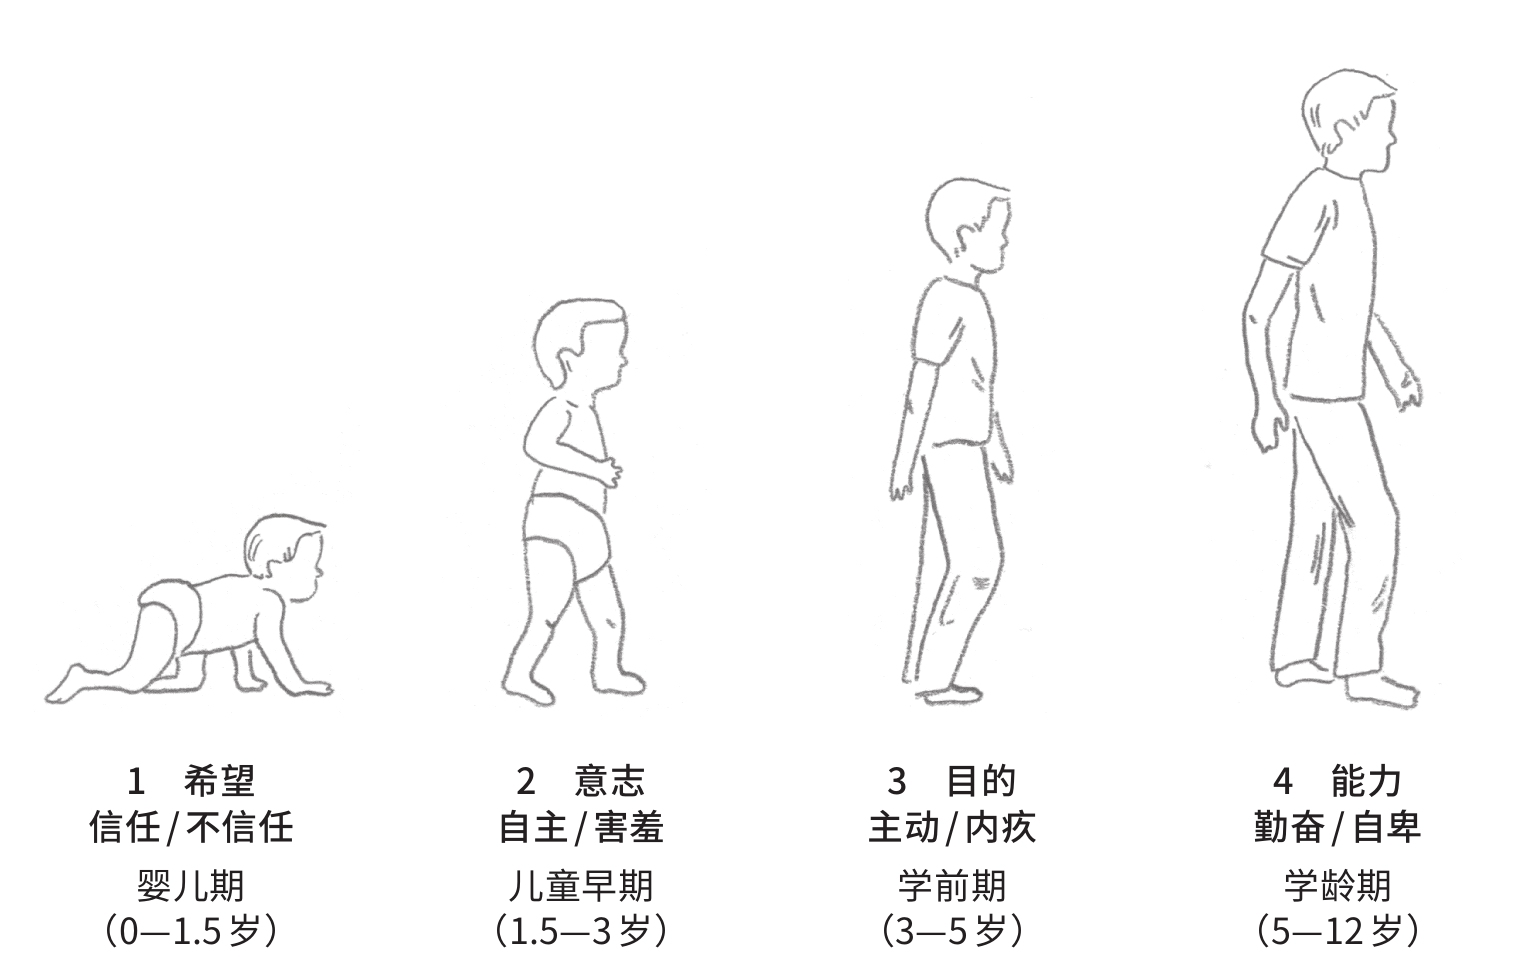 1 希望
信任/不信任
婴儿期
（0—1.5岁）
2 意志
自主/害羞
儿童早期
（1.5—3岁）
3 目的
主动/内疚
学前期
（3—5岁）
4 能力
勤奋/自卑
学龄期
（5—12岁）